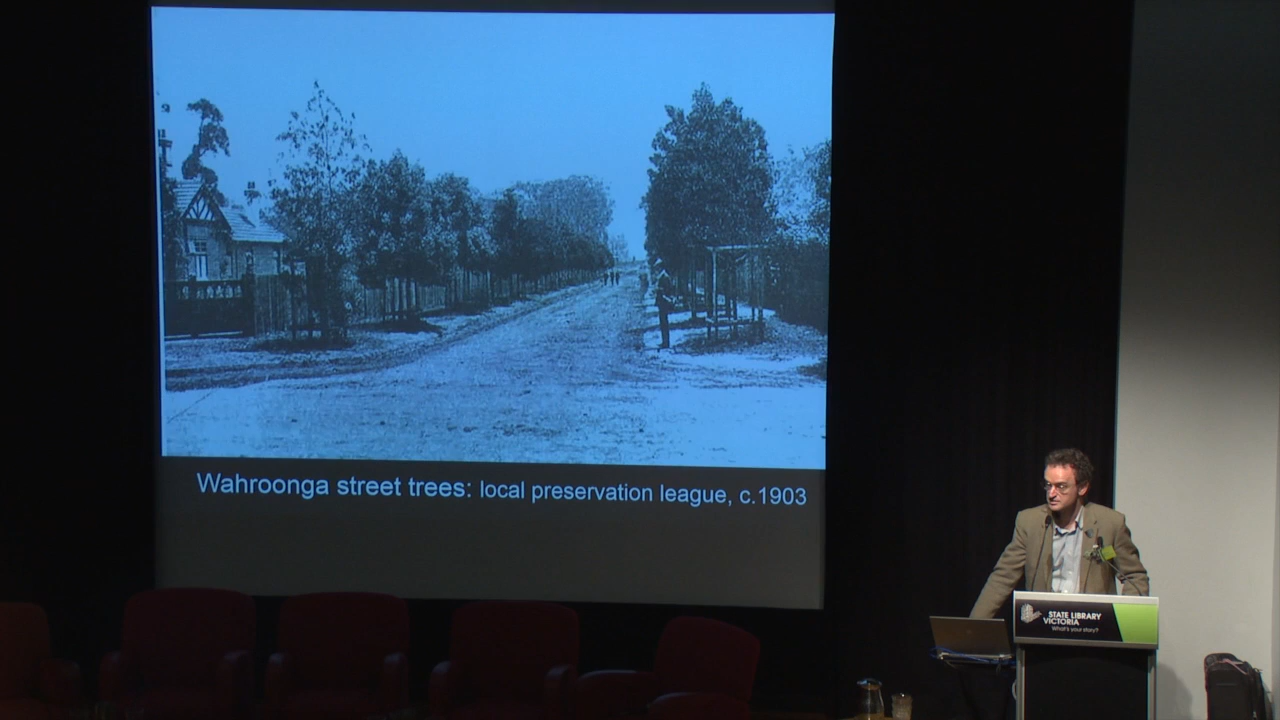 Wahroonga street trees: local preservation league, c.1903
STATE LIBRARY
VICTORIA
What's your story?